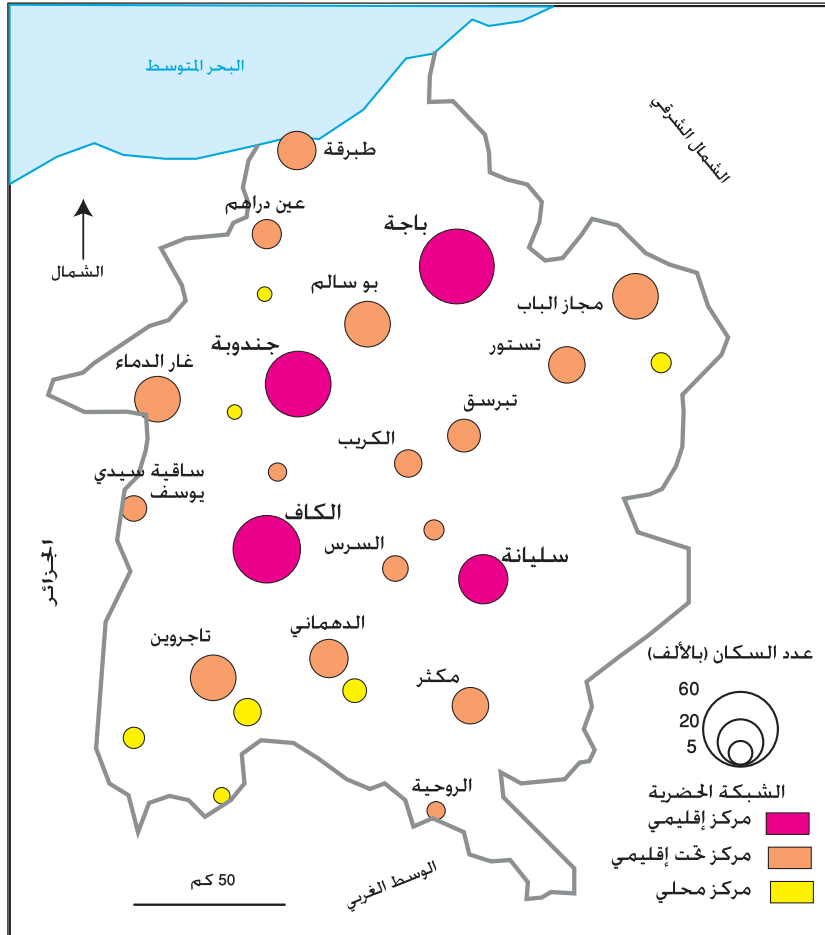 البحر المتوسط
الشمال الشرقي
طبرقة
عين دراهم
باجة
الشمال
بو سالم
مجاز الباب
جندوبة
تستور
غار الدماء
تبرسق
الكريب
ساقية سيدي
يوسف
الكاف
السرس
سليانة
الجزائر
الدهماني
تاجروين
مكثر
عدد السكان (بالألف)
60
20
5
الروحية
الشبكة الحضرية
مركز إقليمي
مركز تحت إقليمي
مركز محلي
50 كم
الوسط الغربي